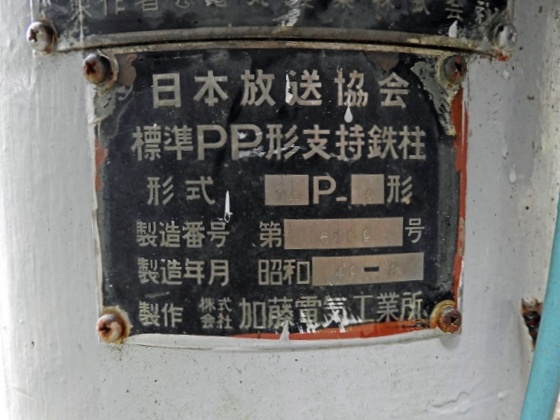 日本放送協会
標準PP形支持鉄柱
形式 P-形
製造番号 第号
製造年月 昭和
製作 株式会社 加藤電気工業所